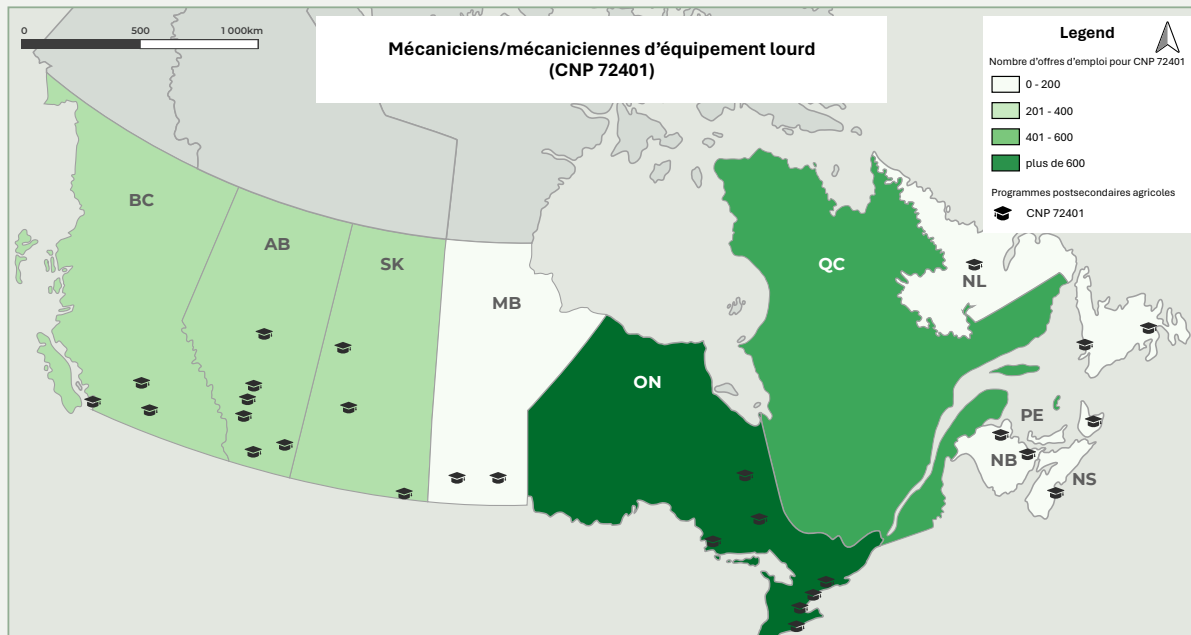 0 500 1 000km
Mécaniciens/mécaniciennes d’équipement lourd
(CNP 72401)
Legend
Nombre d’offres d’emploi pour CNP 72401
0 - 200
201 - 400
401 - 600
plus de 600
Programmes postsecondaires agricoles
CNP 72401
BC
AB
SK
MB
ON
QC
NL
PE
NB
NS